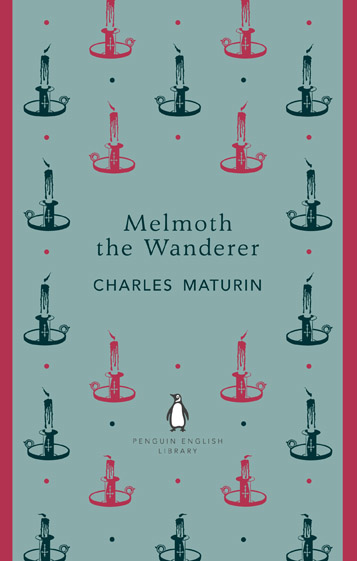 Melmoth
the Wanderer
CHARLES MATURIN
PENGUIN ENGLISH
LIBRARY